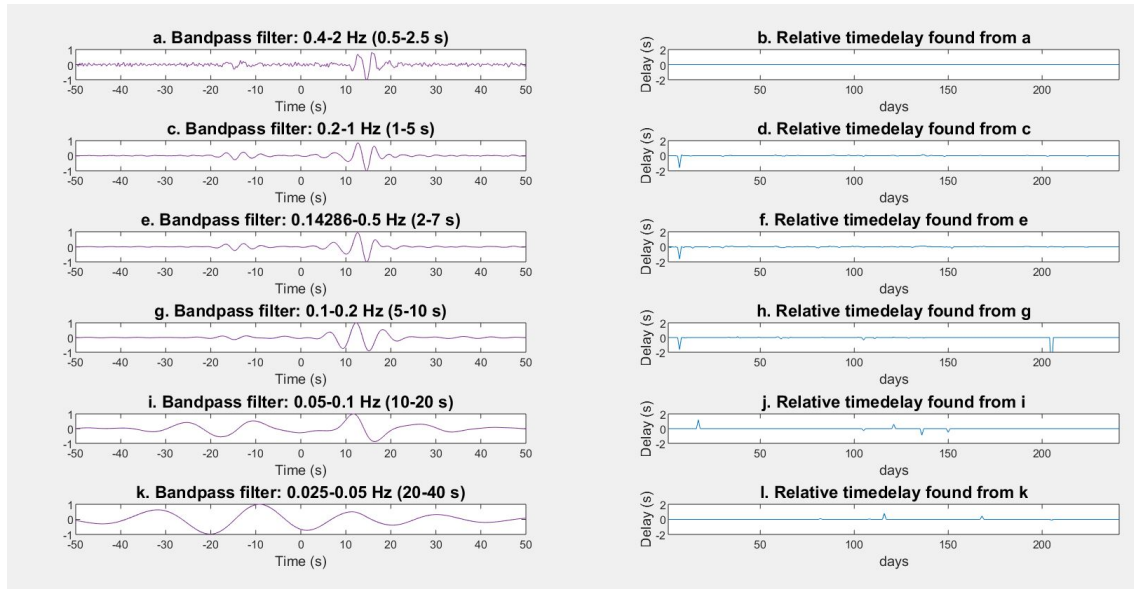 a. Bandpass filter: 0.4-2 Hz (0.5-2.5 s)
1
0
-1
-50 -40 -30 -20 -10 0 10 20 30 40 50
Time (s)
b. Relative timedelay found from a
Delay (s)
2
0
-2
50 100 150 200
days
c. Bandpass filter: 0.2-1 Hz (1-5 s)
1
0
-1
-50 -40 -30 -20 -10 0 10 20 30 40 50
Time (s)
d. Relative timedelay found from c
Delay (s)
2
0
-2
50 100 150 200
days
e. Bandpass filter: 0.14286-0.5 Hz (2-7 s)
1
0
-1
-50 -40 -30 -20 -10 0 10 20 30 40 50
Time (s)
f. Relative timedelay found from e
Delay (s)
2
0
-2
50 100 150 200
days
g. Bandpass filter: 0.1-0.2 Hz (5-10 s)
1
0
-1
-50 -40 -30 -20 -10 0 10 20 30 40 50
Time (s)
h. Relative timedelay found from g
Delay (s)
2
0
-2
50 100 150 200
days
i. Bandpass filter: 0.05-0.1 Hz (10-20 s)
1
0
-1
-50 -40 -30 -20 -10 0 10 20 30 40 50
Time (s)
j. Relative timedelay found from i
Delay (s)
2
0
-2
50 100 150 200
days
k. Bandpass filter: 0.025-0.05 Hz (20-40 s)
1
0
-1
-50 -40 -30 -20 -10 0 10 20 30 40 50
Time (s)
l. Relative timedelay found from k
Delay (s)
2
0
-2
50 100 150 200
days